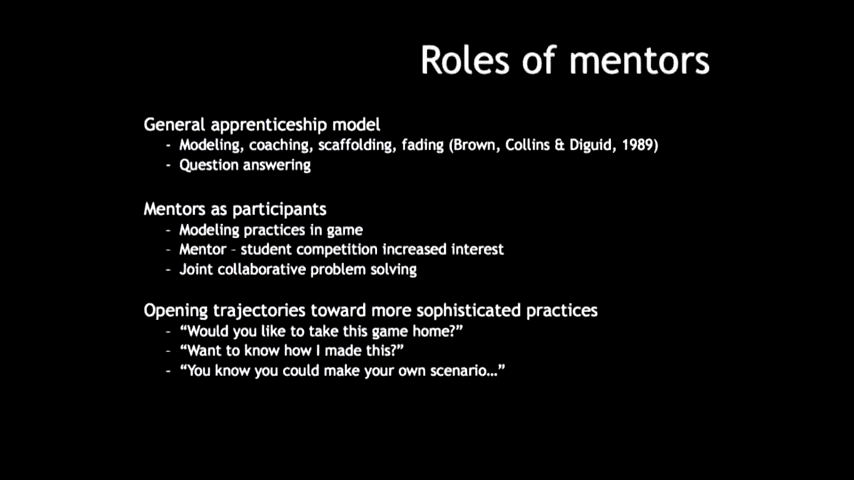 Roles of mentors
General apprenticeship model
- Modeling, coaching, scaffolding, fading (Brown, Collins & Diguid, 1989)
- Question answering
Mentors as participants
- Modeling practices in game
- Mentor - student competition increased interest
- Joint collaborative problem solving
Opening trajectories toward more sophisticated practices
- “Would you like to take this game home?”
- “Want to know how I made this?”
- “You know you could make your own scenario…”